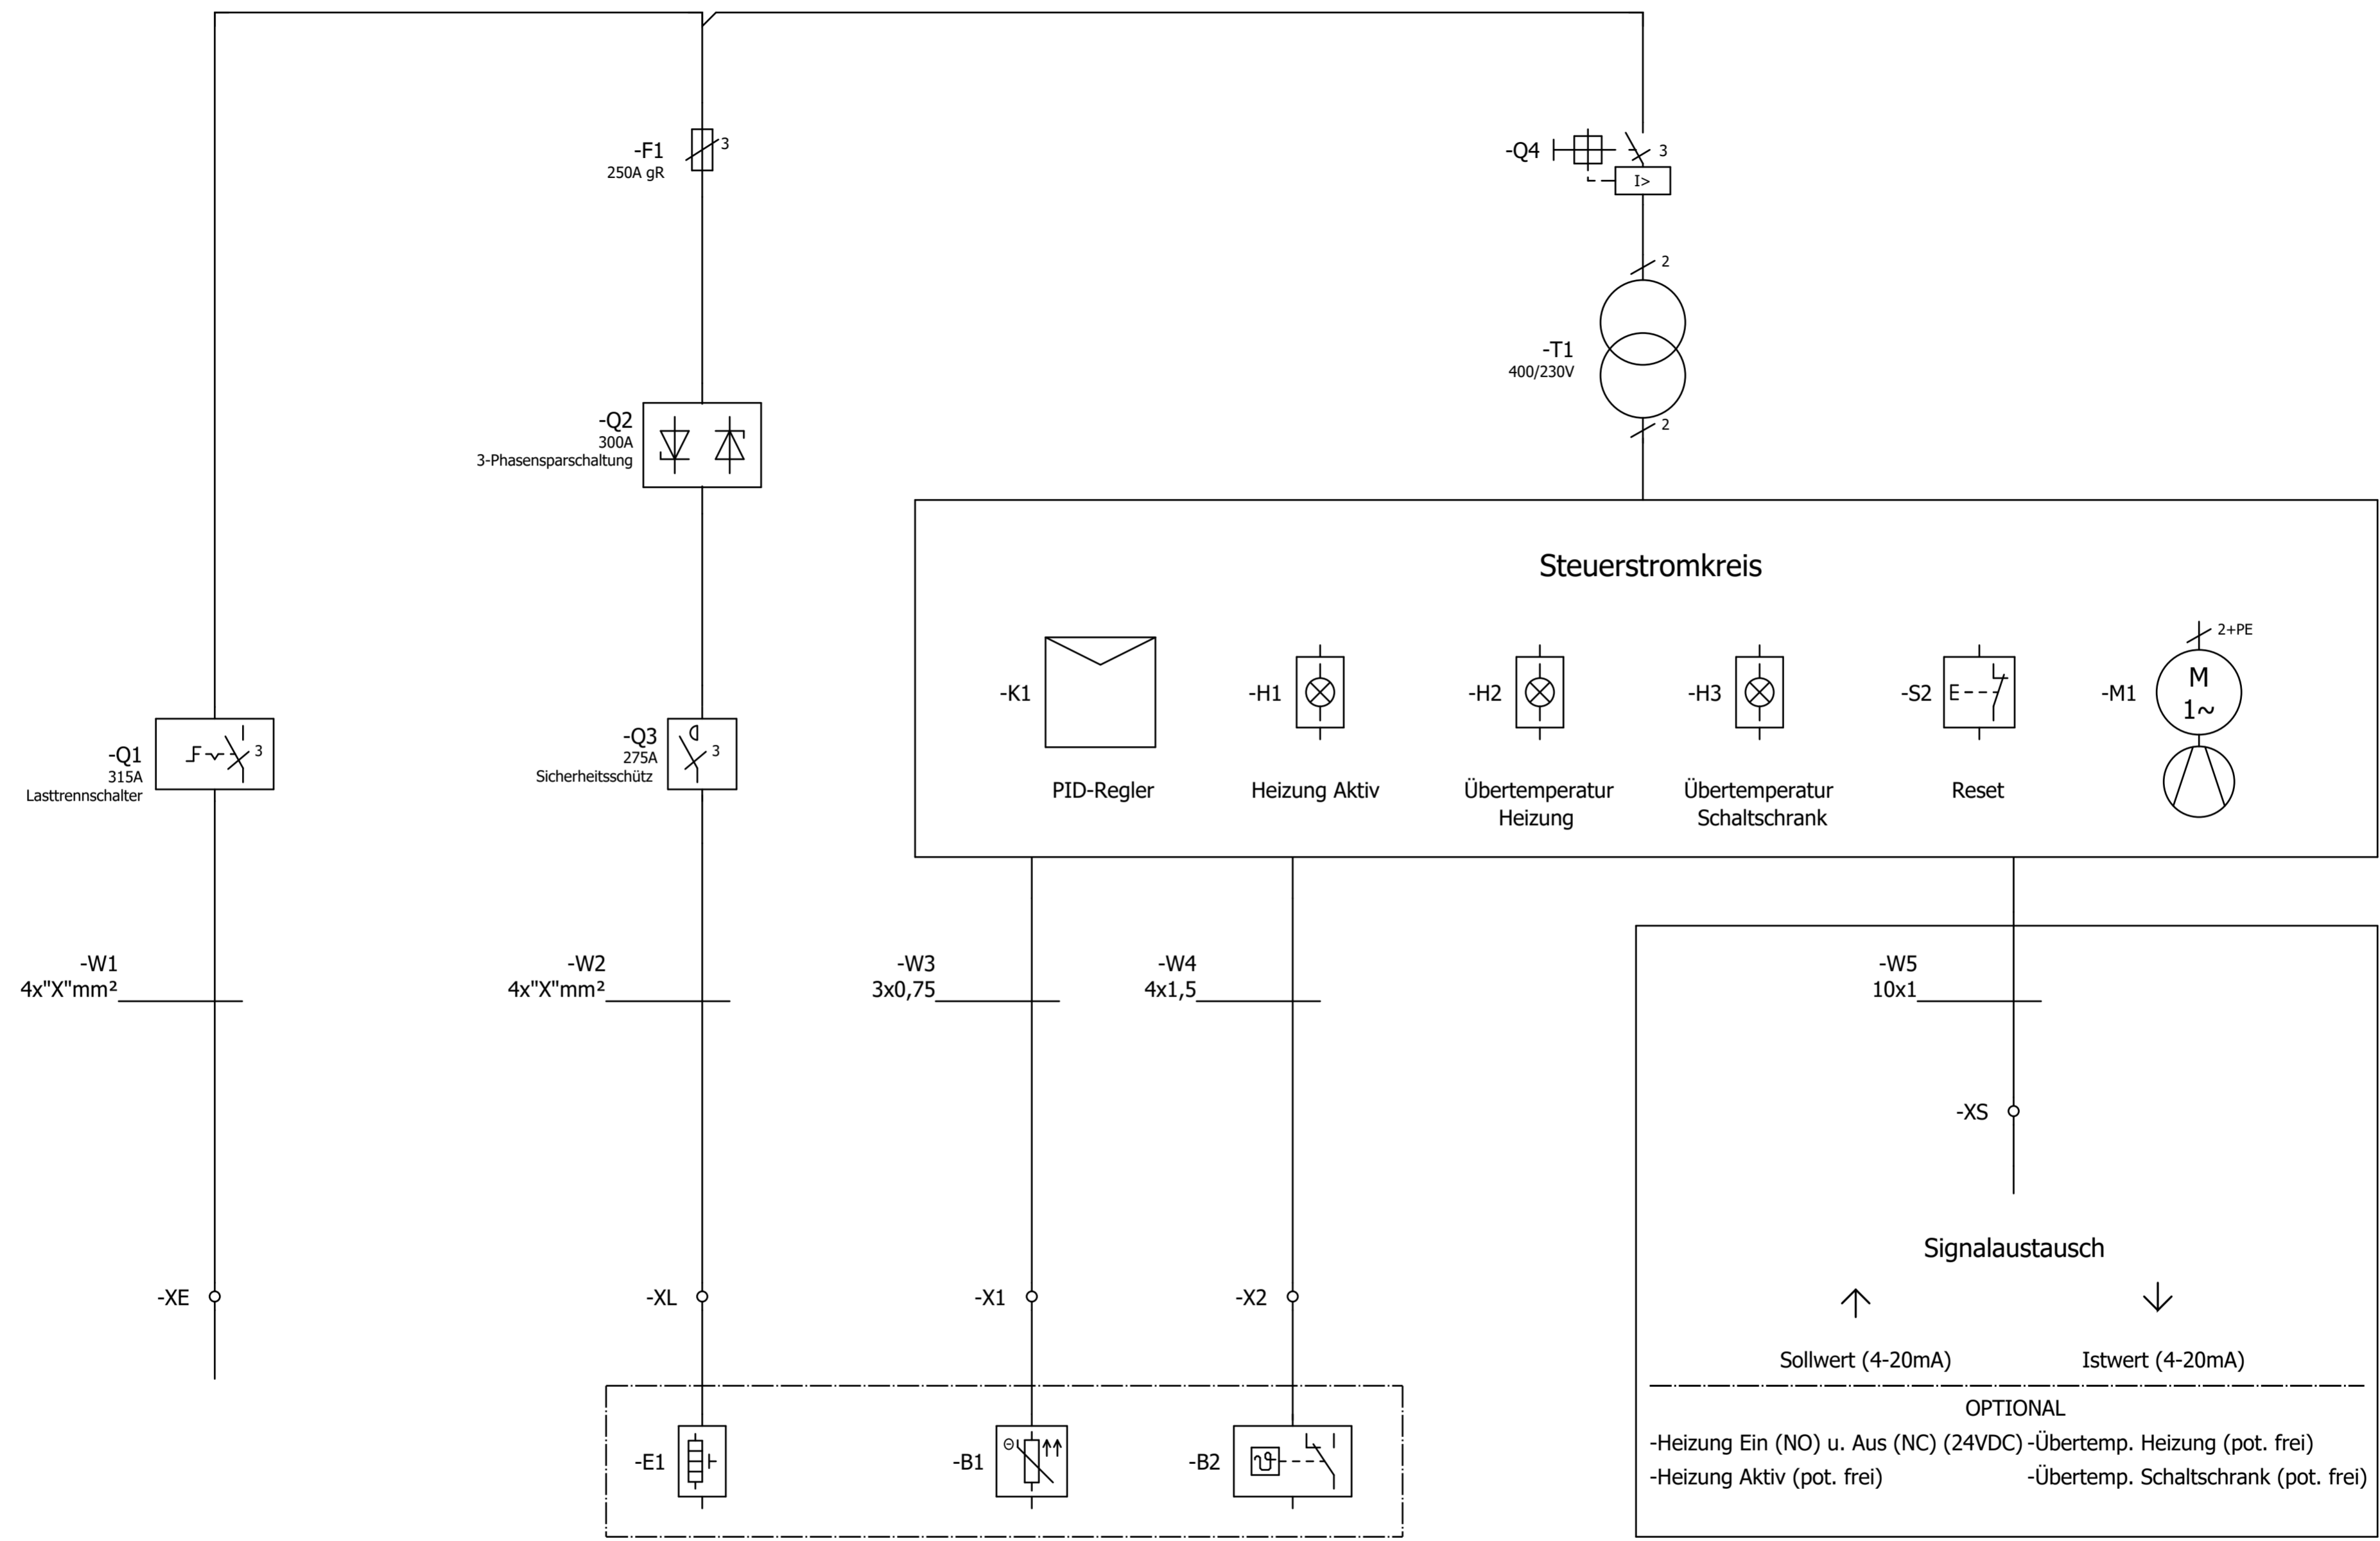 -F1
250A gR
3
-Q4
3
I>
2
-T1
400/230V
2
-Q2
300A
3-Phasensparschaltung
Steuerstromkreis
-Q1
315A
Lasttrennschalter
3
-Q3
275A
Sicherheitsschütz
3
-K1
PID-Regler
-H1
Heizung Aktiv
-H2
Übertemperatur
Heizung
-H3
Übertemperatur
Schaltschrank
-S2
E
Reset
-M1
2+PE
M
1~
-W1
4x"X"mm²
-W2
4x"X"mm²
-W3
3x0,75
-W4
4x1,5
-W5
10x1
-XS
Signalaustausch
-XE
-XL
-X1
-X2
Sollwert (4-20mA)
Istwert (4-20mA)
OPTIONAL
-Heizung Ein (NO) u. Aus (NC) (24VDC)
-Übertemp. Heizung (pot. frei)
-Heizung Aktiv (pot. frei)
-Übertemp. Schaltschrank (pot. frei)
-E1
-B1
Θ
-B2
ϑ